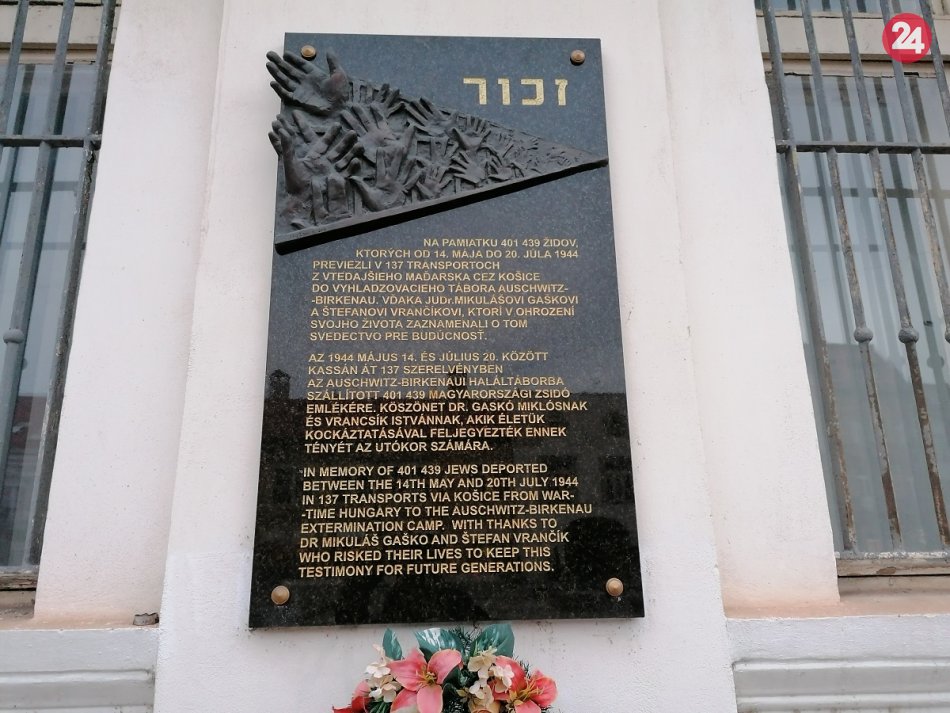 24
זכור
NA PAMIATKU 401 439 ŽIDOV,
KTORÝCH OD 14. MÁJA DO 20. JÚLA 1944
PREVIEZLI V 137 TRANSPORTOCH
Z VTEDAJŠIEHO MAĎARSKA CEZ KOŠICE
DO VYHLADZOVACIEHO TÁBORA AUSCHWITZ-
-BIRKENAU. VĎAKA JUDr.MIKULÁŠOVI GAŠKOVI
A ŠTEFANOVI VRANČÍKOVI, KTORÍ V OHROZENÍ
SVOJHO ŽIVOTA ZAZNAMENALI O TOM
SVEDECTVO PRE BUDÚCNOSŤ.
AZ 1944 MÁJUS 14. ÉS JÚLIUS 20. KÖZÖTT
KASSÁN ÁT 137 SZERELVÉNYBEN
AZ AUSCHWITZ-BIRKENAUI HALÁLTÁBORBA
SZÁLLÍTOTT 401 439 MAGYARORSZÁGI ZSIDÓ
EMLÉKÉRE. KÖSZÖNET DR. GASKÓ MIKLÓSNAK
ÉS VRANCSÍK ISTVÁNNAK, AKIK ÉLETÜK
KOCKÁZTATÁSÁVAL FELJEGYEZTÉK ENNEK
TÉNYÉT AZ UTÓKOR SZÁMÁRA.
IN MEMORY OF 401 439 JEWS DEPORTED
BETWEEN THE 14TH MAY AND 20TH JULY 1944
IN 137 TRANSPORTS VIA KOŠICE FROM WAR-
-TIME HUNGARY TO THE AUSCHWITZ-BIRKENAU
EXTERMINATION CAMP. WITH THANKS TO
DR MIKULÁŠ GAŠKO AND ŠTEFAN VRANČÍK
WHO RISKED THEIR LIVES TO KEEP THIS
TESTIMONY FOR FUTURE GENERATIONS.